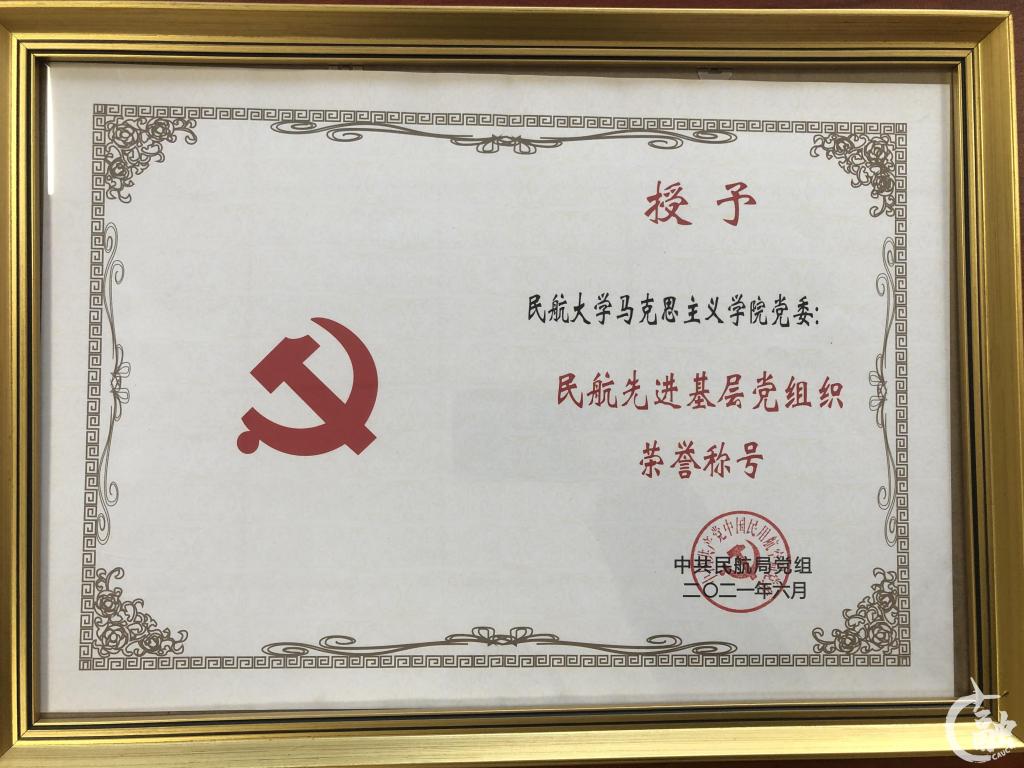 授予
民航大学马克思主义学院党委:
民航先进基层党组织
荣誉称号
中共民航局党组
二〇二一年六月
融
CAUC